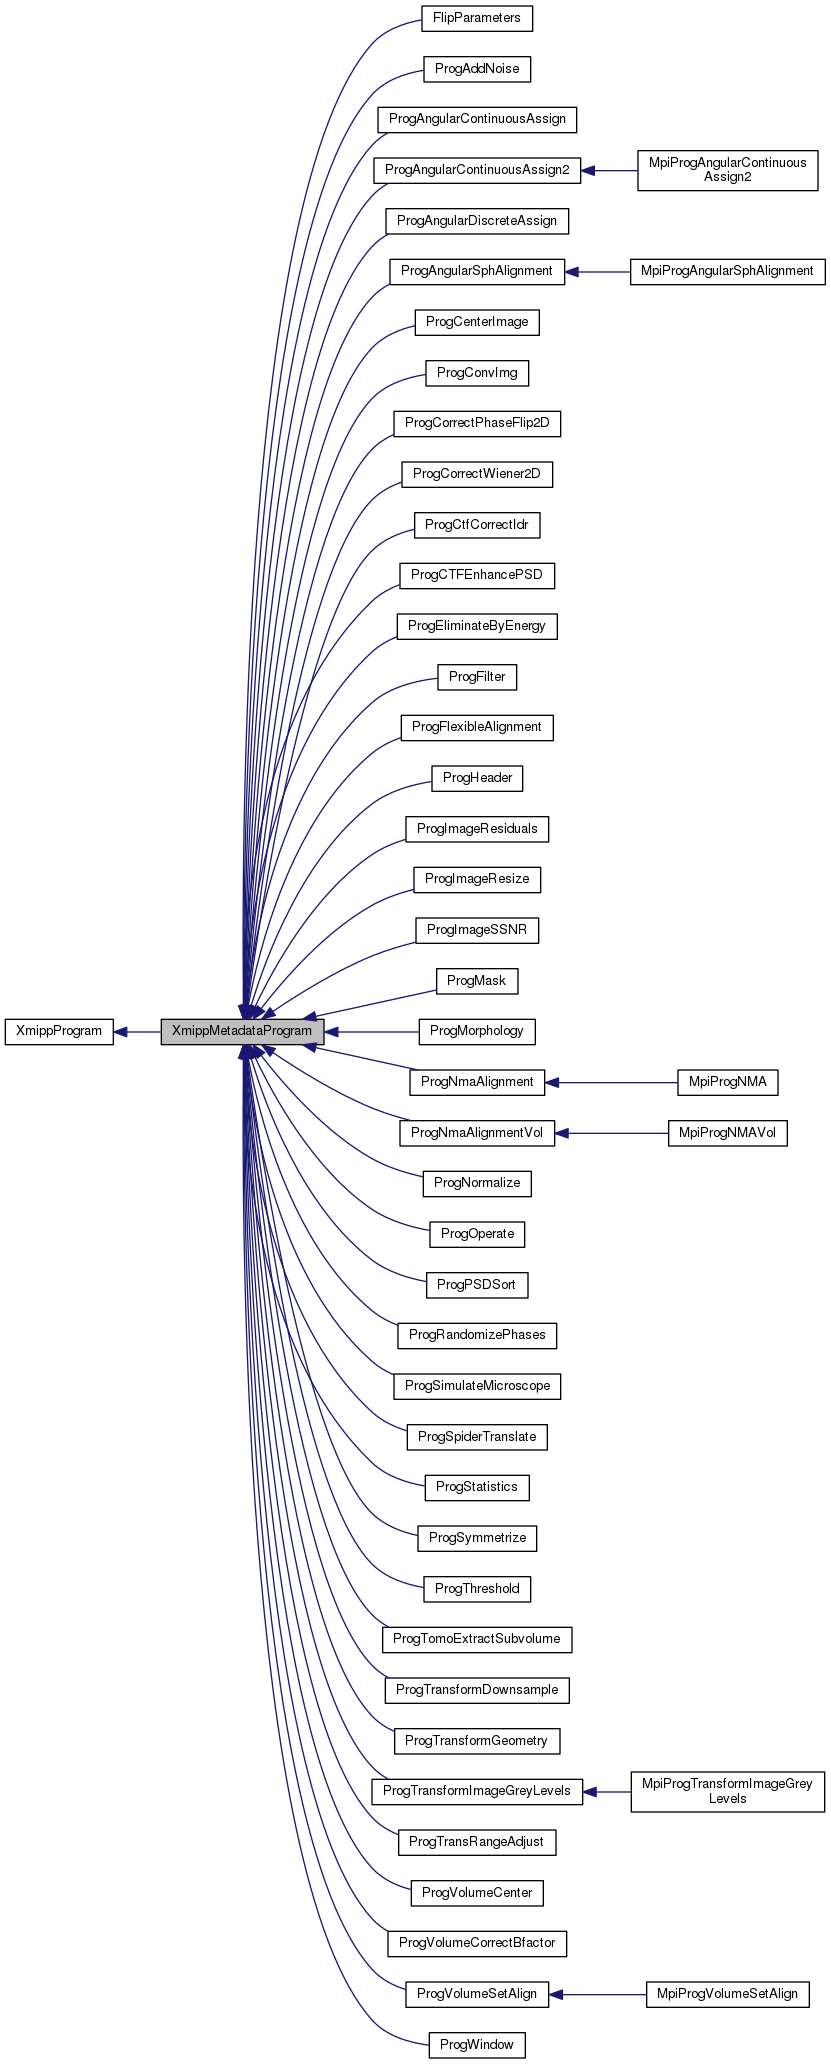 FlipParameters
ProgAddNoise
ProgAngularContinuousAssign
ProgAngularContinuousAssign2
MpiProgAngularContinuous
Assign2
ProgAngularDiscreteAssign
ProgAngularSphAlignment
MpiProgAngularSphAlignment
ProgCenterImage
ProgConvImg
ProgCorrectPhaseFlip2D
ProgCorrectWiener2D
ProgCtfCorrectIdr
ProgCTFEnhancePSD
ProgEliminateByEnergy
ProgFilter
ProgFlexibleAlignment
ProgHeader
ProgImageResiduals
ProgImageResize
ProgImageSSNR
ProgMask
XmippProgram
XmippMetadataProgram
ProgMorphology
ProgNmaAlignment
MpiProgNMA
ProgNmaAlignmentVol
MpiProgNMAVol
ProgNormalize
ProgOperate
ProgPSDSort
ProgRandomizePhases
ProgSimulateMicroscope
ProgSpiderTranslate
ProgStatistics
ProgSymmetrize
ProgThreshold
ProgTomoExtractSubvolume
ProgTransformDownsample
ProgTransformGeometry
ProgTransformImageGreyLevels
MpiProgTransformImageGrey
Levels
ProgTransRangeAdjust
ProgVolumeCenter
ProgVolumeCorrectBfactor
ProgVolumeSetAlign
MpiProgVolumeSetAlign
ProgWindow